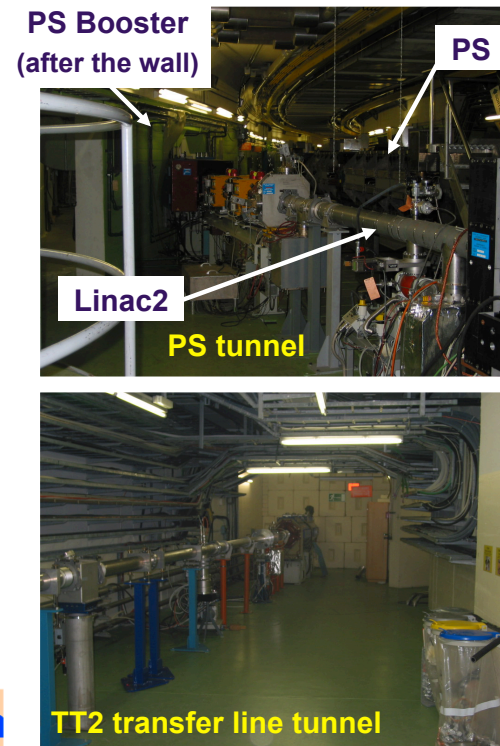 PS Booster
(after the wall)
PS
Linac2
PS tunnel
TT2 transfer line tunnel